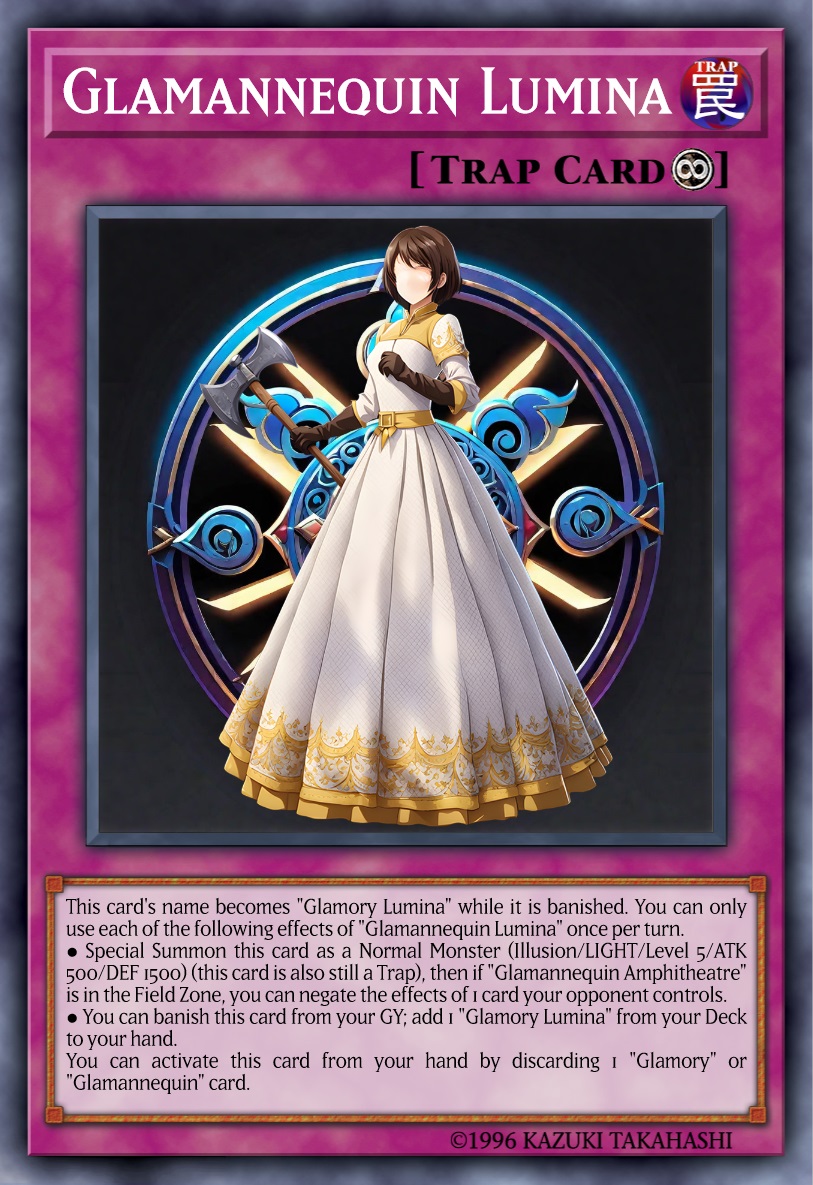 Glamannequin Lumina
TRAP
罠
[Trap Card]
This card's name becomes "Glamory Lumina" while it is banished. You can only
use each of the following effects of "Glamannequin Lumina" once per turn.
● Special Summon this card as a Normal Monster (Illusion/LIGHT/Level 5/ATK
500/DEF 1500) (this card is also still a Trap), then if "Glamannequin Amphitheatre"
is in the Field Zone, you can negate the effects of 1 card your opponent controls.
● You can banish this card from your GY; add 1 "Glamory Lumina" from your Deck
to your hand.
You can activate this card from your hand by discarding 1 "Glamory" or
"Glamannequin" card.
©1996 KAZUKI TAKAHASHI